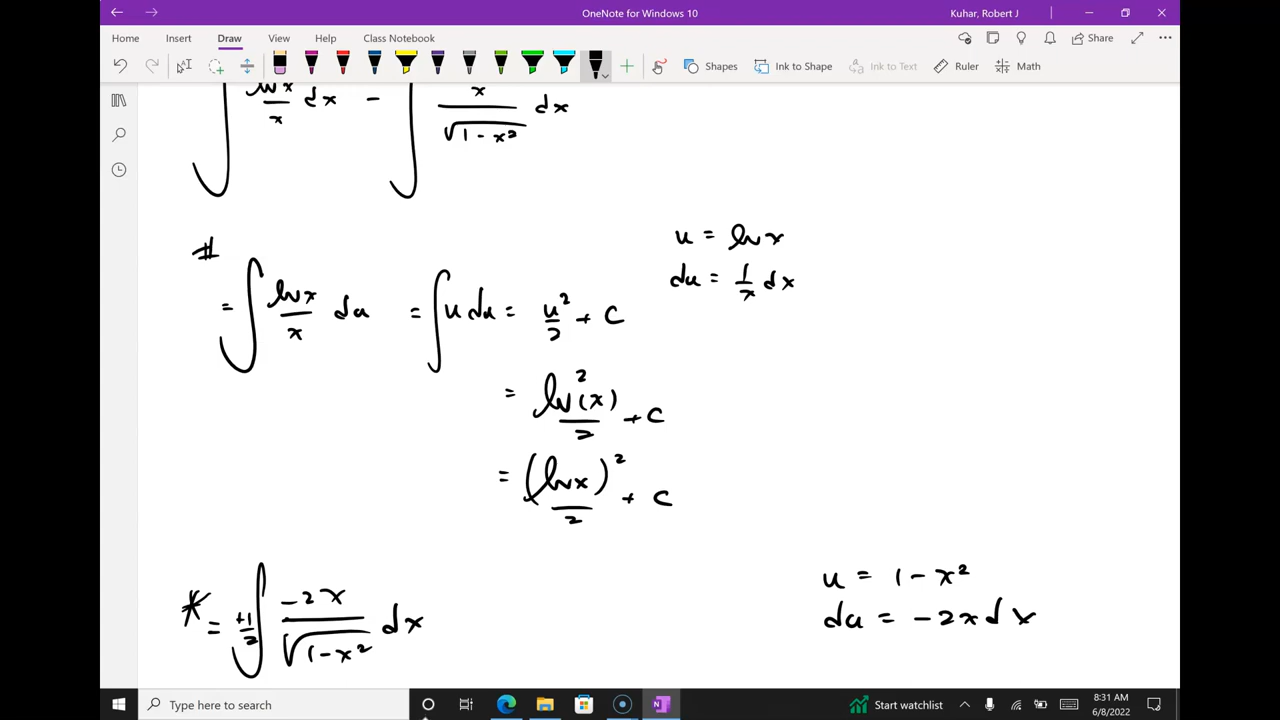 OneNote for Windows 10
Kuhar, Robert J
Home Insert Draw View Help Class Notebook
Share
Shapes Ink to Shape Ink to Text Ruler Math
∫ ln x / x dx - ∫ x / √(1 - x²) dx
u = ln x
du = 1/x dx
#
= ∫ ln x / x du = ∫ u du = u²/2 + C
= ln²(x) / 2 + C
= (ln x)² / 2 + C
u = 1 - x²
du = -2x dx
* = +1/2 ∫ -2x / √(1 - x²) dx
Type here to search
Start watchlist
8:31 AM
6/8/2022